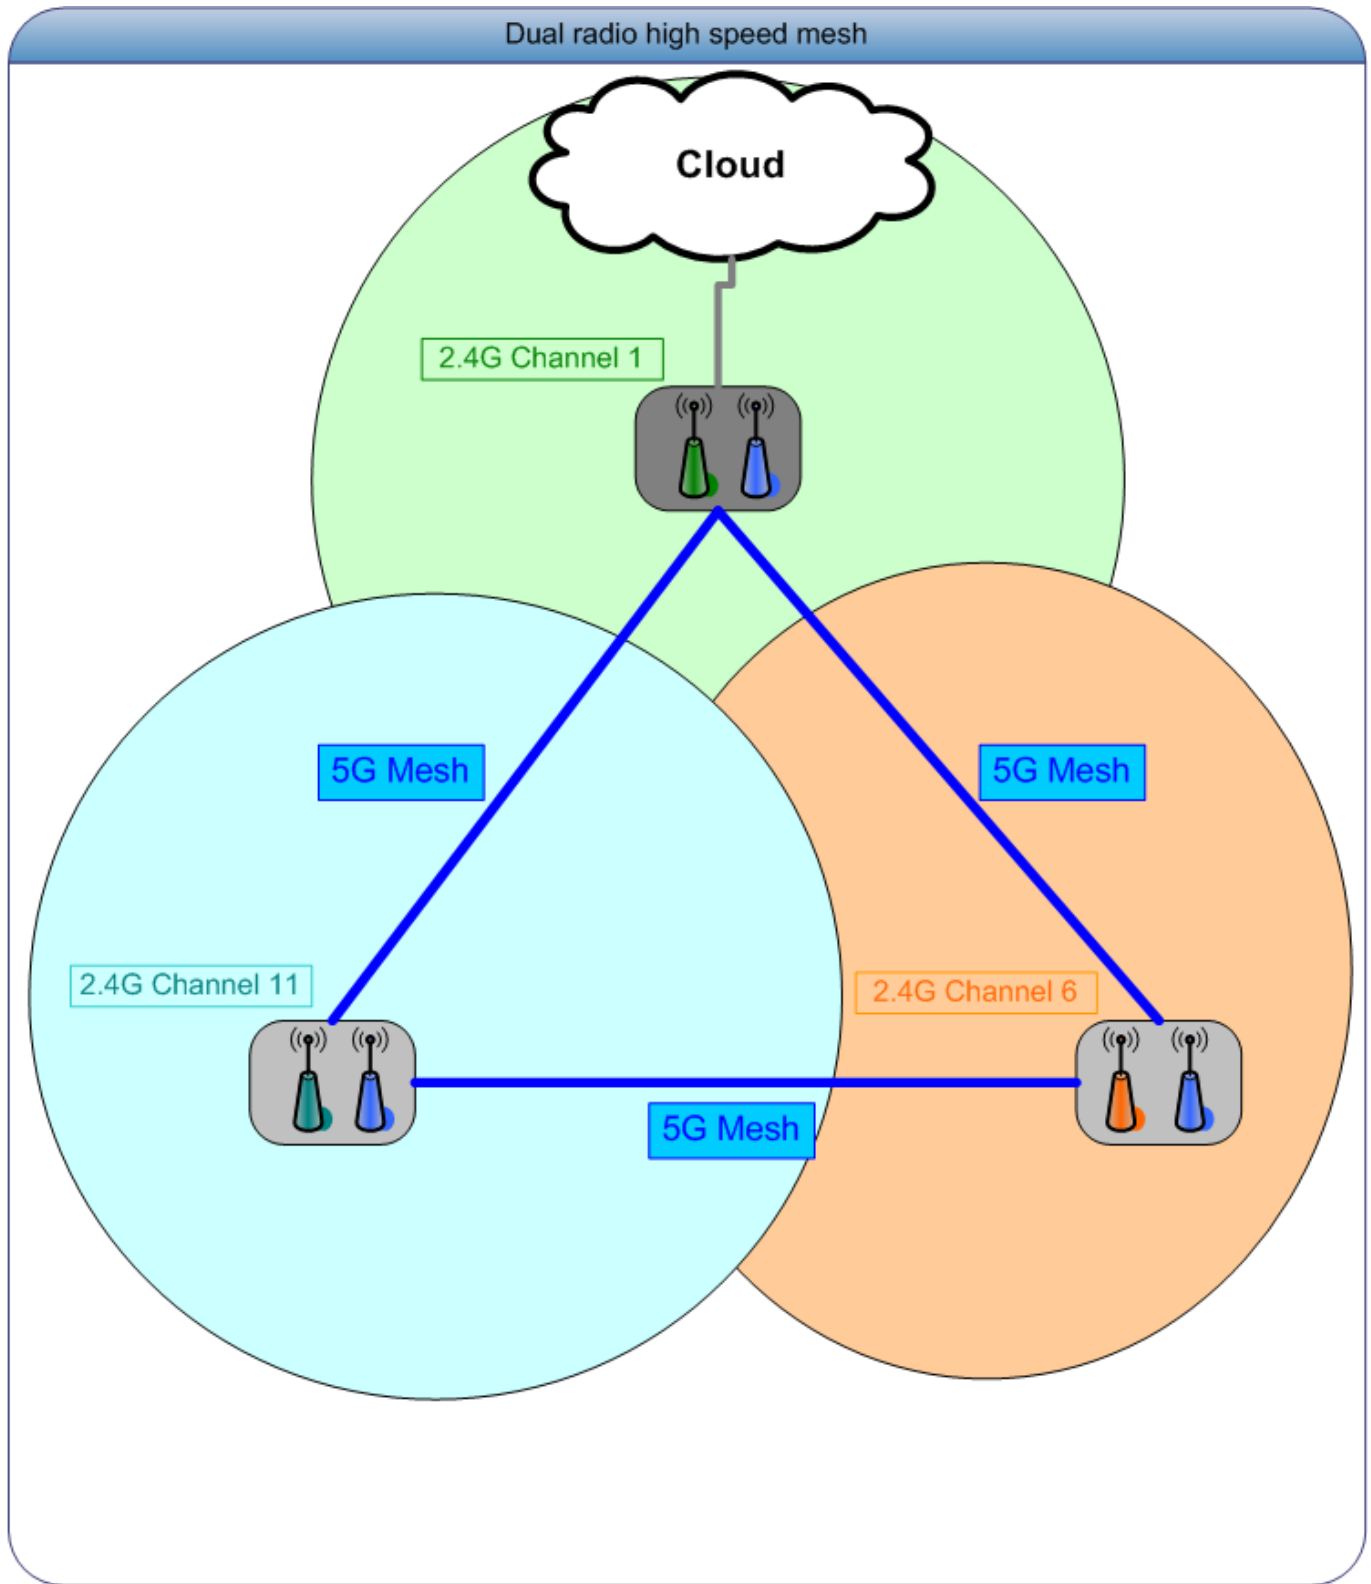 Dual radio high speed mesh
Cloud
2.4G Channel 1
5G Mesh
5G Mesh
2.4G Channel 11
2.4G Channel 6
5G Mesh